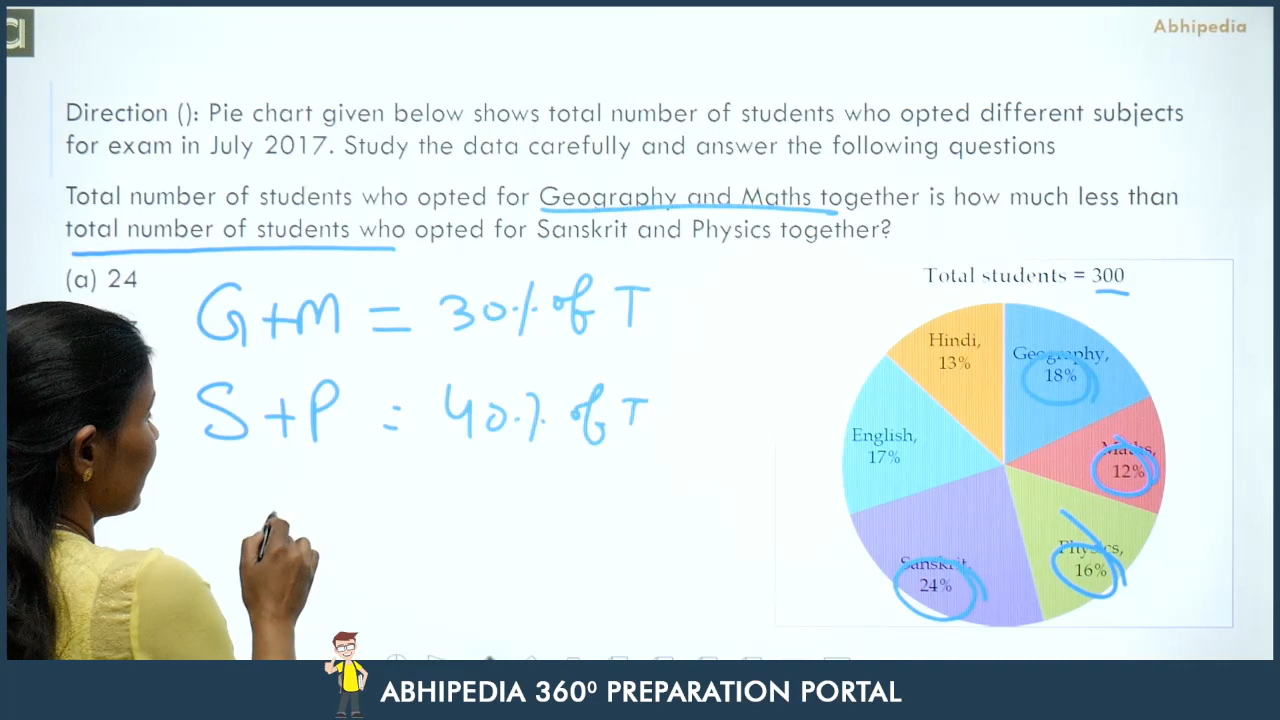 a
Abhipedia
Direction (): Pie chart given below shows total number of students who opted different subjects
for exam in July 2017. Study the data carefully and answer the following questions
Total number of students who opted for Geography and Maths together is how much less than
total number of students who opted for Sanskrit and Physics together?
(a) 24
G+M = 30% of T
S+P = 40% of T
Total students = 300
Hindi,
13%
Geography,
18%
English,
17%
Maths,
12%
Sanskrit,
24%
Physics,
16%
ABHIPEDIA 360⁰ PREPARATION PORTAL